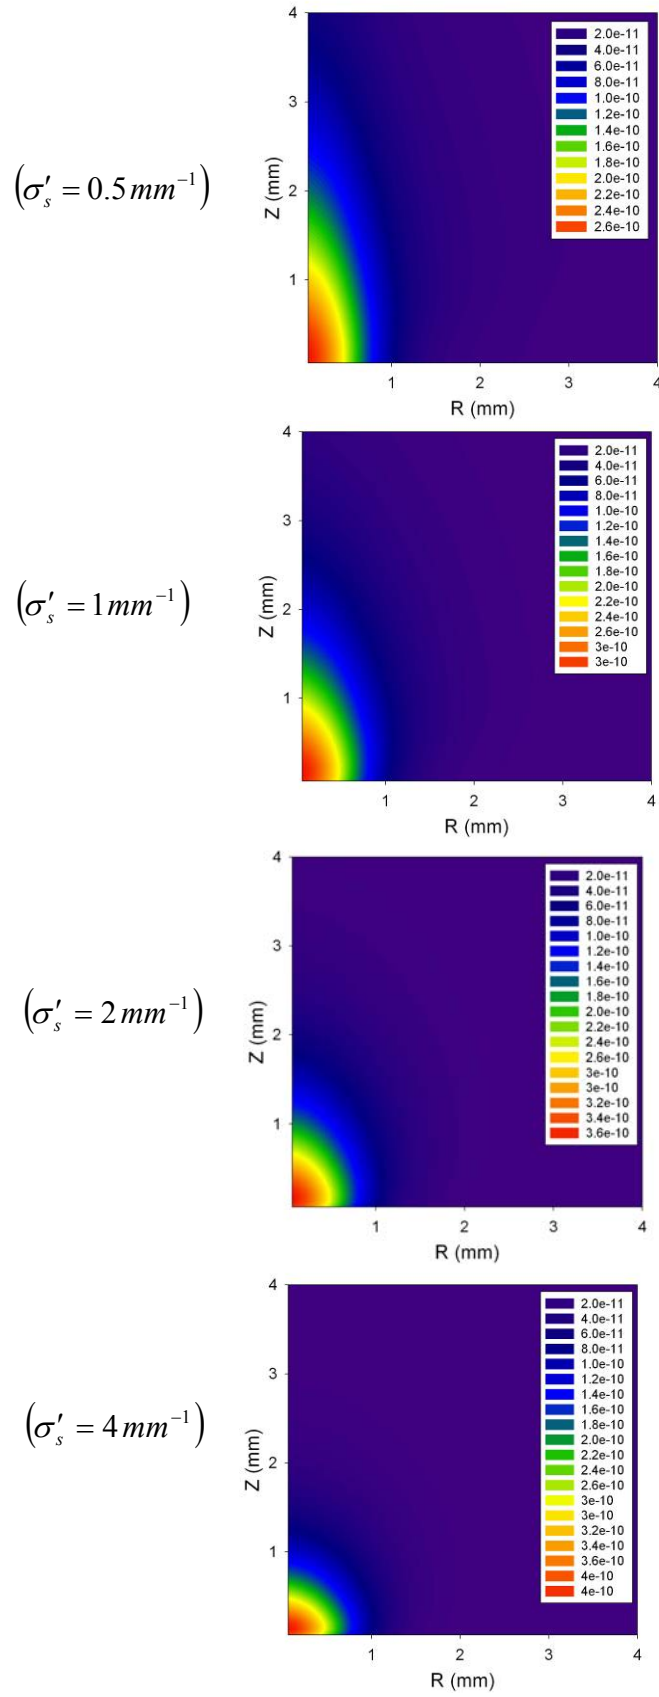 4
3
2
1
Z (mm)
1
2
3
4
R (mm)
2.0e-11
4.0e-11
6.0e-11
8.0e-11
1.0e-10
1.2e-10
1.4e-10
1.6e-10
1.8e-10
2.0e-10
2.2e-10
2.4e-10
2.6e-10
(σ′ₛ = 0.5 mm⁻¹)
4
3
2
1
Z (mm)
1
2
3
4
R (mm)
2.0e-11
4.0e-11
6.0e-11
8.0e-11
1.0e-10
1.2e-10
1.4e-10
1.6e-10
1.8e-10
2.0e-10
2.2e-10
2.4e-10
2.6e-10
3e-10
3e-10
(σ′ₛ = 1 mm⁻¹)
4
3
2
1
Z (mm)
1
2
3
4
R (mm)
2.0e-11
4.0e-11
6.0e-11
8.0e-11
1.0e-10
1.2e-10
1.4e-10
1.6e-10
1.8e-10
2.0e-10
2.2e-10
2.4e-10
2.6e-10
3e-10
3e-10
3.2e-10
3.4e-10
3.6e-10
(σ′ₛ = 2 mm⁻¹)
4
3
2
1
Z (mm)
1
2
3
4
R (mm)
2.0e-11
4.0e-11
6.0e-11
8.0e-11
1.0e-10
1.2e-10
1.4e-10
1.6e-10
1.8e-10
2.0e-10
2.2e-10
2.4e-10
2.6e-10
3e-10
3e-10
3.2e-10
3.4e-10
3.6e-10
4e-10
4e-10
(σ′ₛ = 4 mm⁻¹)